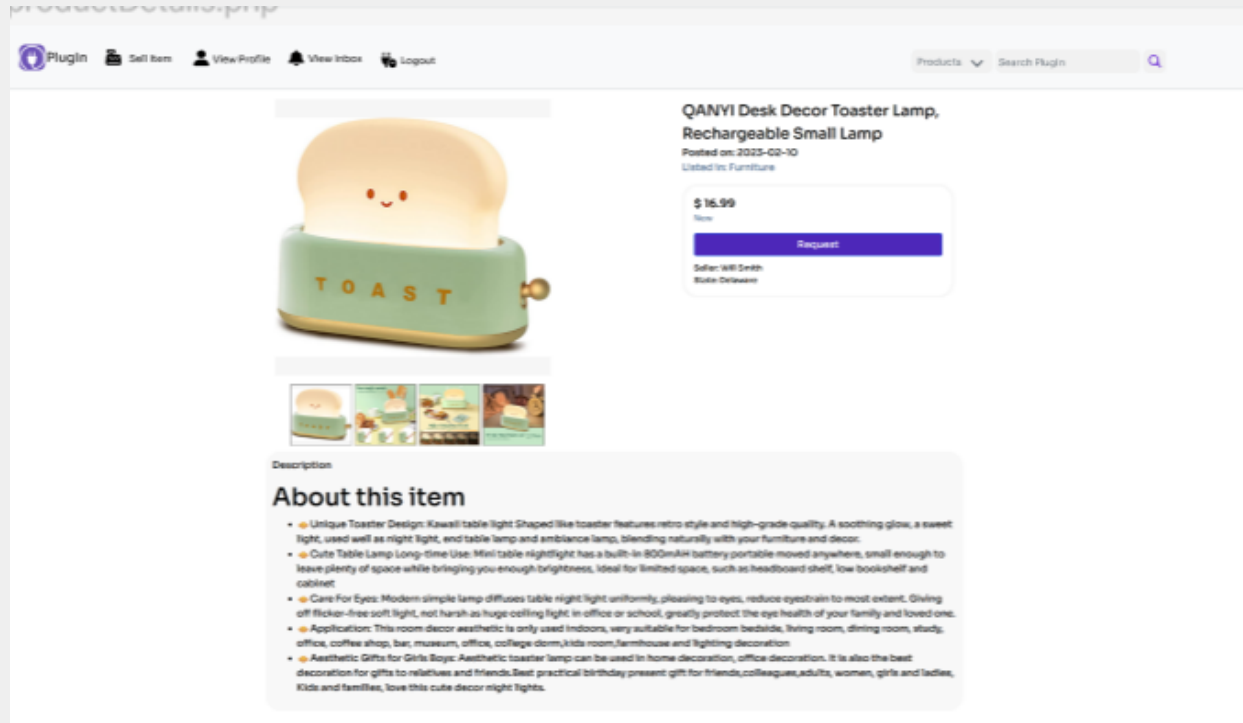 productDetails.php
PlugIn Sell Item View Profile View Inbox Logout Products Search PlugIn
QANYI Desk Decor Toaster Lamp,
Rechargeable Small Lamp
Posted on: 2023-02-10
Listed in: Furniture
$ 16.99
New
Request
Seller: Will Smith
State: Delaware
TOAST
Description
About this item
• Unique Toaster Design: Kawaii table light Shaped like toaster features retro style and high-grade quality. A soothing glow, a sweet
light, used well as night light, end table lamp and ambiance lamp, blending naturally with your furniture and decor.
• Cute Table Lamp Long-time Use: Mini table nightlight has a built-in 800mAH battery portable moved anywhere, small enough to
leave plenty of space while bringing you enough brightness, ideal for limited space, such as headboard shelf, low bookshelf and
cabinet
• Care For Eyes: Modern simple lamp diffuses table night light uniformly, pleasing to eyes, reduce eyestrain to most extent. Giving
off flicker-free soft light, not harsh as huge ceiling light in office or school, greatly protect the eye health of your family and loved one.
• Application: This room decor aesthetic is only used indoors, very suitable for bedroom bedside, living room, dining room, study,
office, coffee shop, bar, museum, office, college dorm,kids room,farmhouse and lighting decoration
• Aesthetic Gifts for Girls Boys: Aesthetic toaster lamp can be used in home decoration, office decoration. It is also the best
decoration for gifts to relatives and friends.Best practical birthday present gift for friends,colleagues,adults, women, girls and ladies,
Kids and families, love this cute decor night lights.